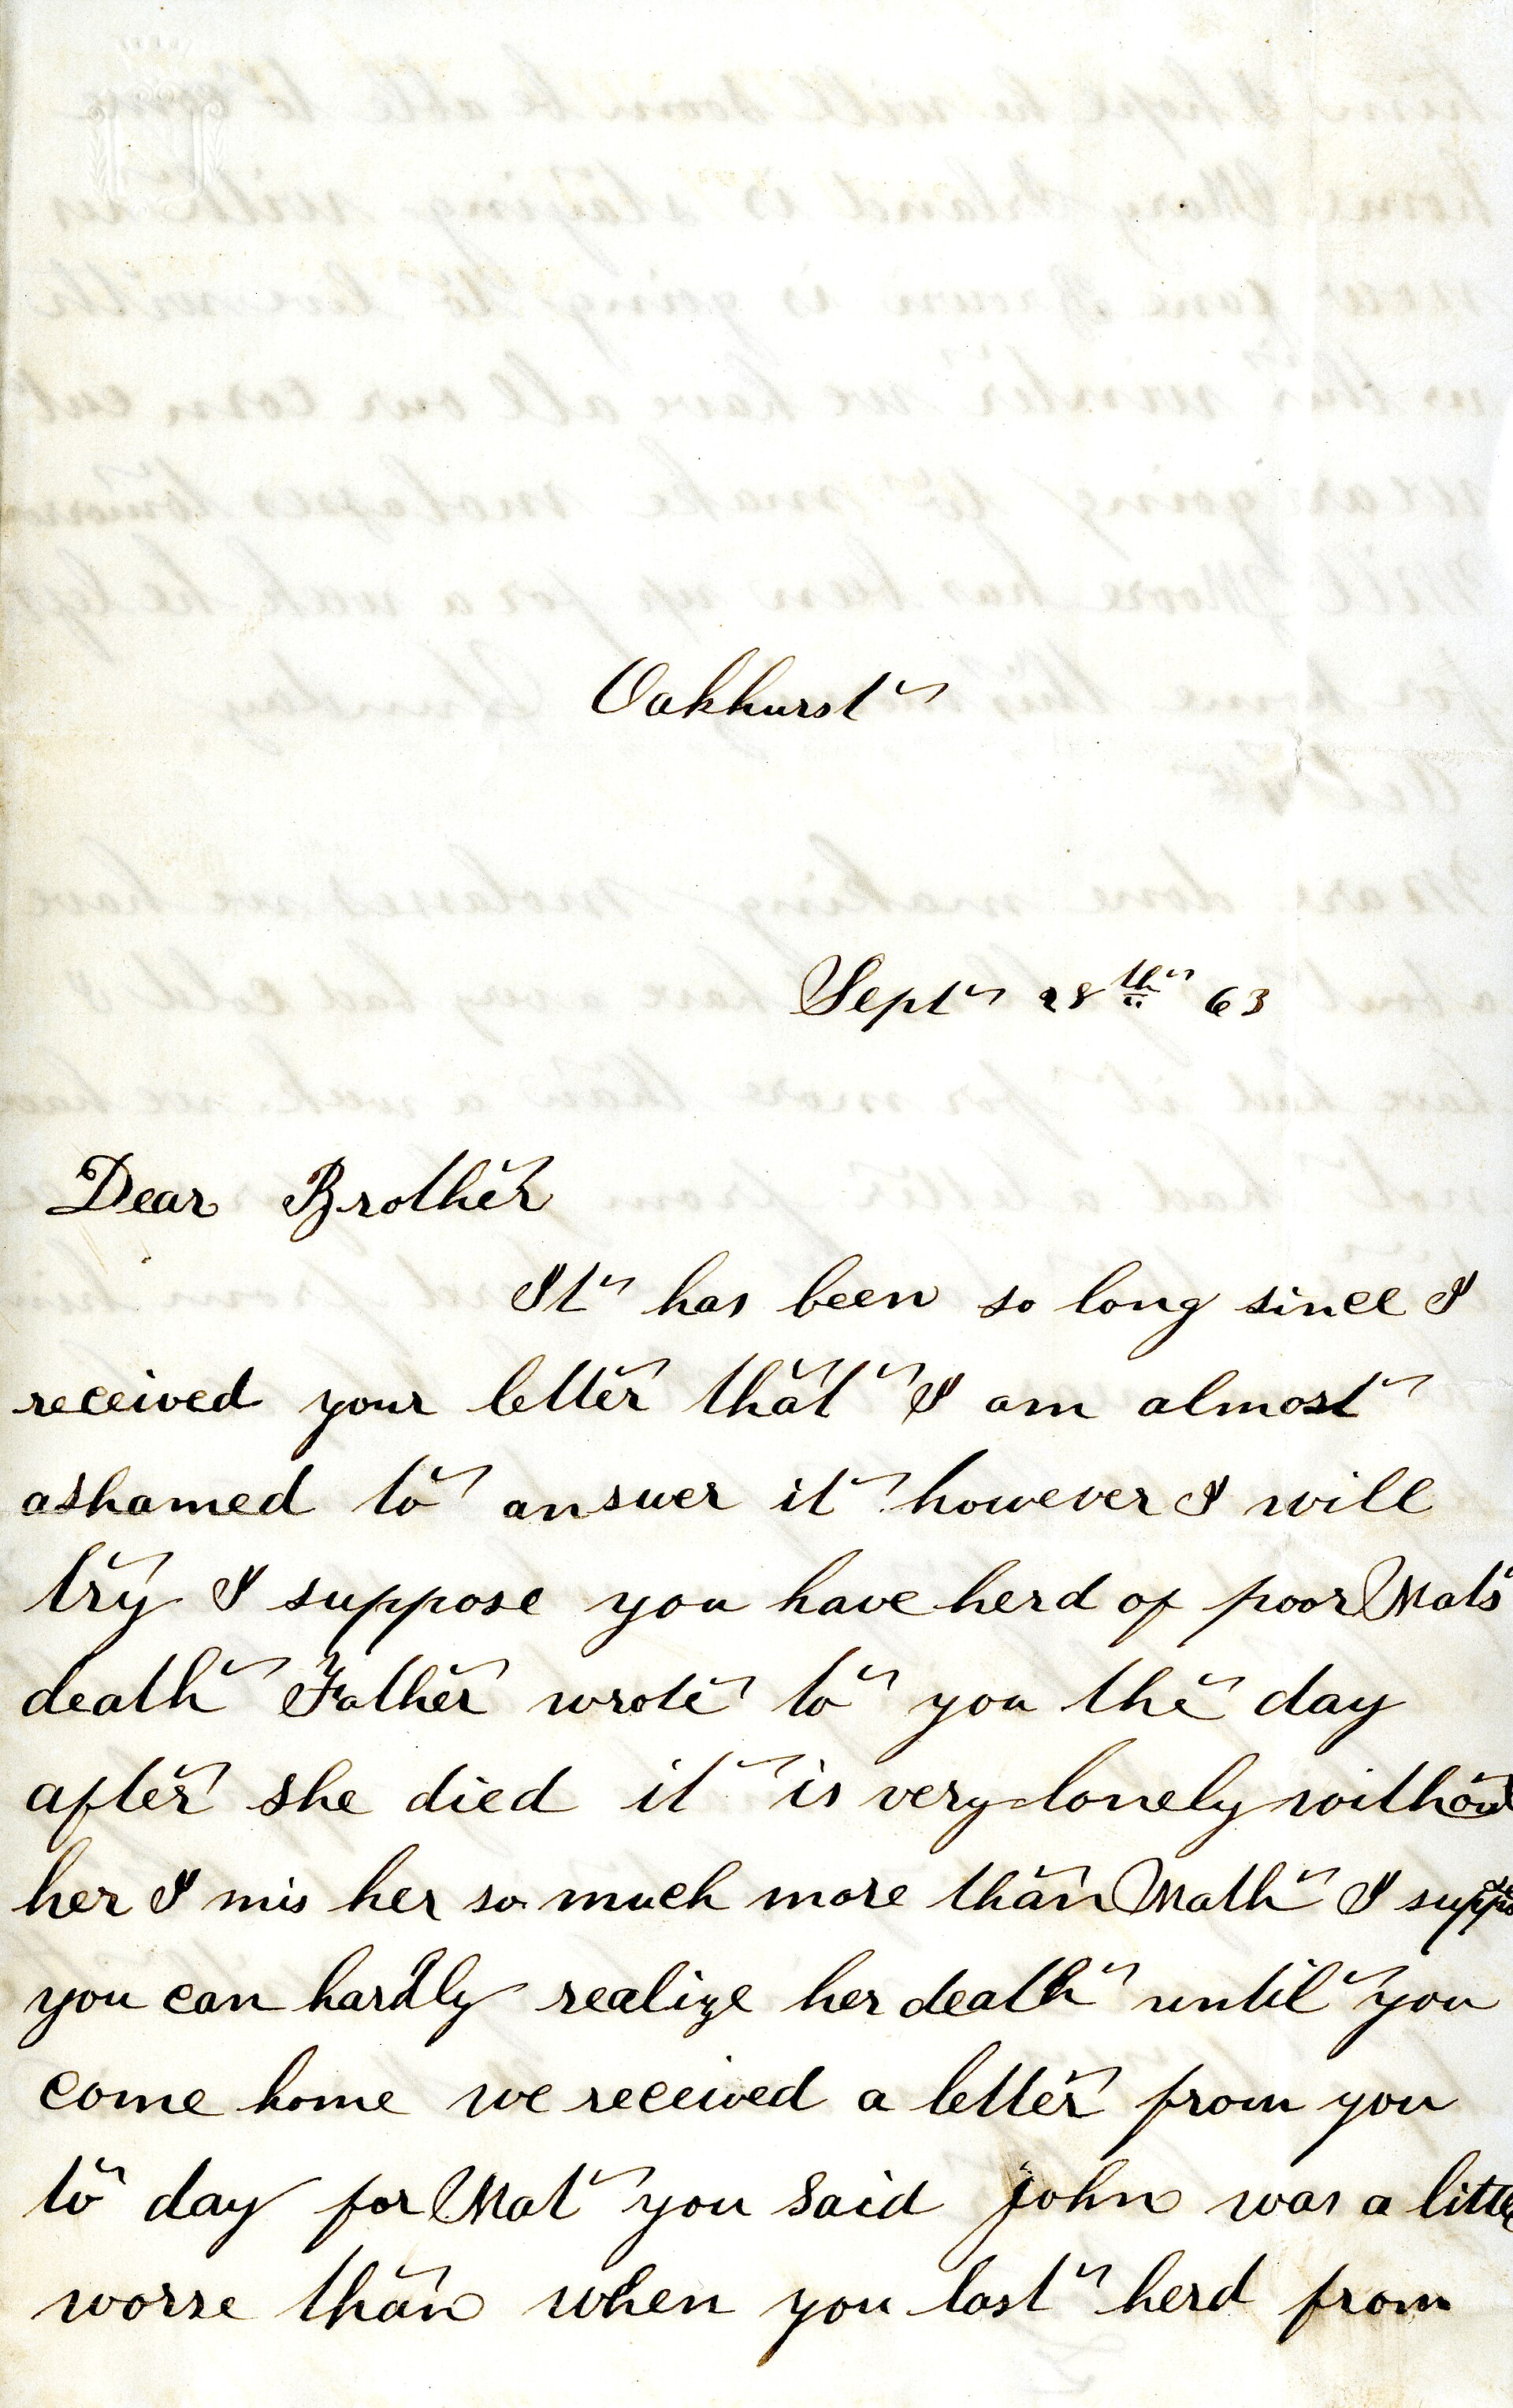 Oakhurst
Sept 28th 63
Dear Brother
It has been so long since I
received your letter that I am almost
ashamed to answer it however I will
try I suppose you have herd of poor Mats
death Father wrote to you the day
after she died it is very lonely without
her I mis her so much more than Math I suppose
you can hardly realize her death until you
come home we received a letter from you
to day for Mat you said John was a little
worse than when you last herd from